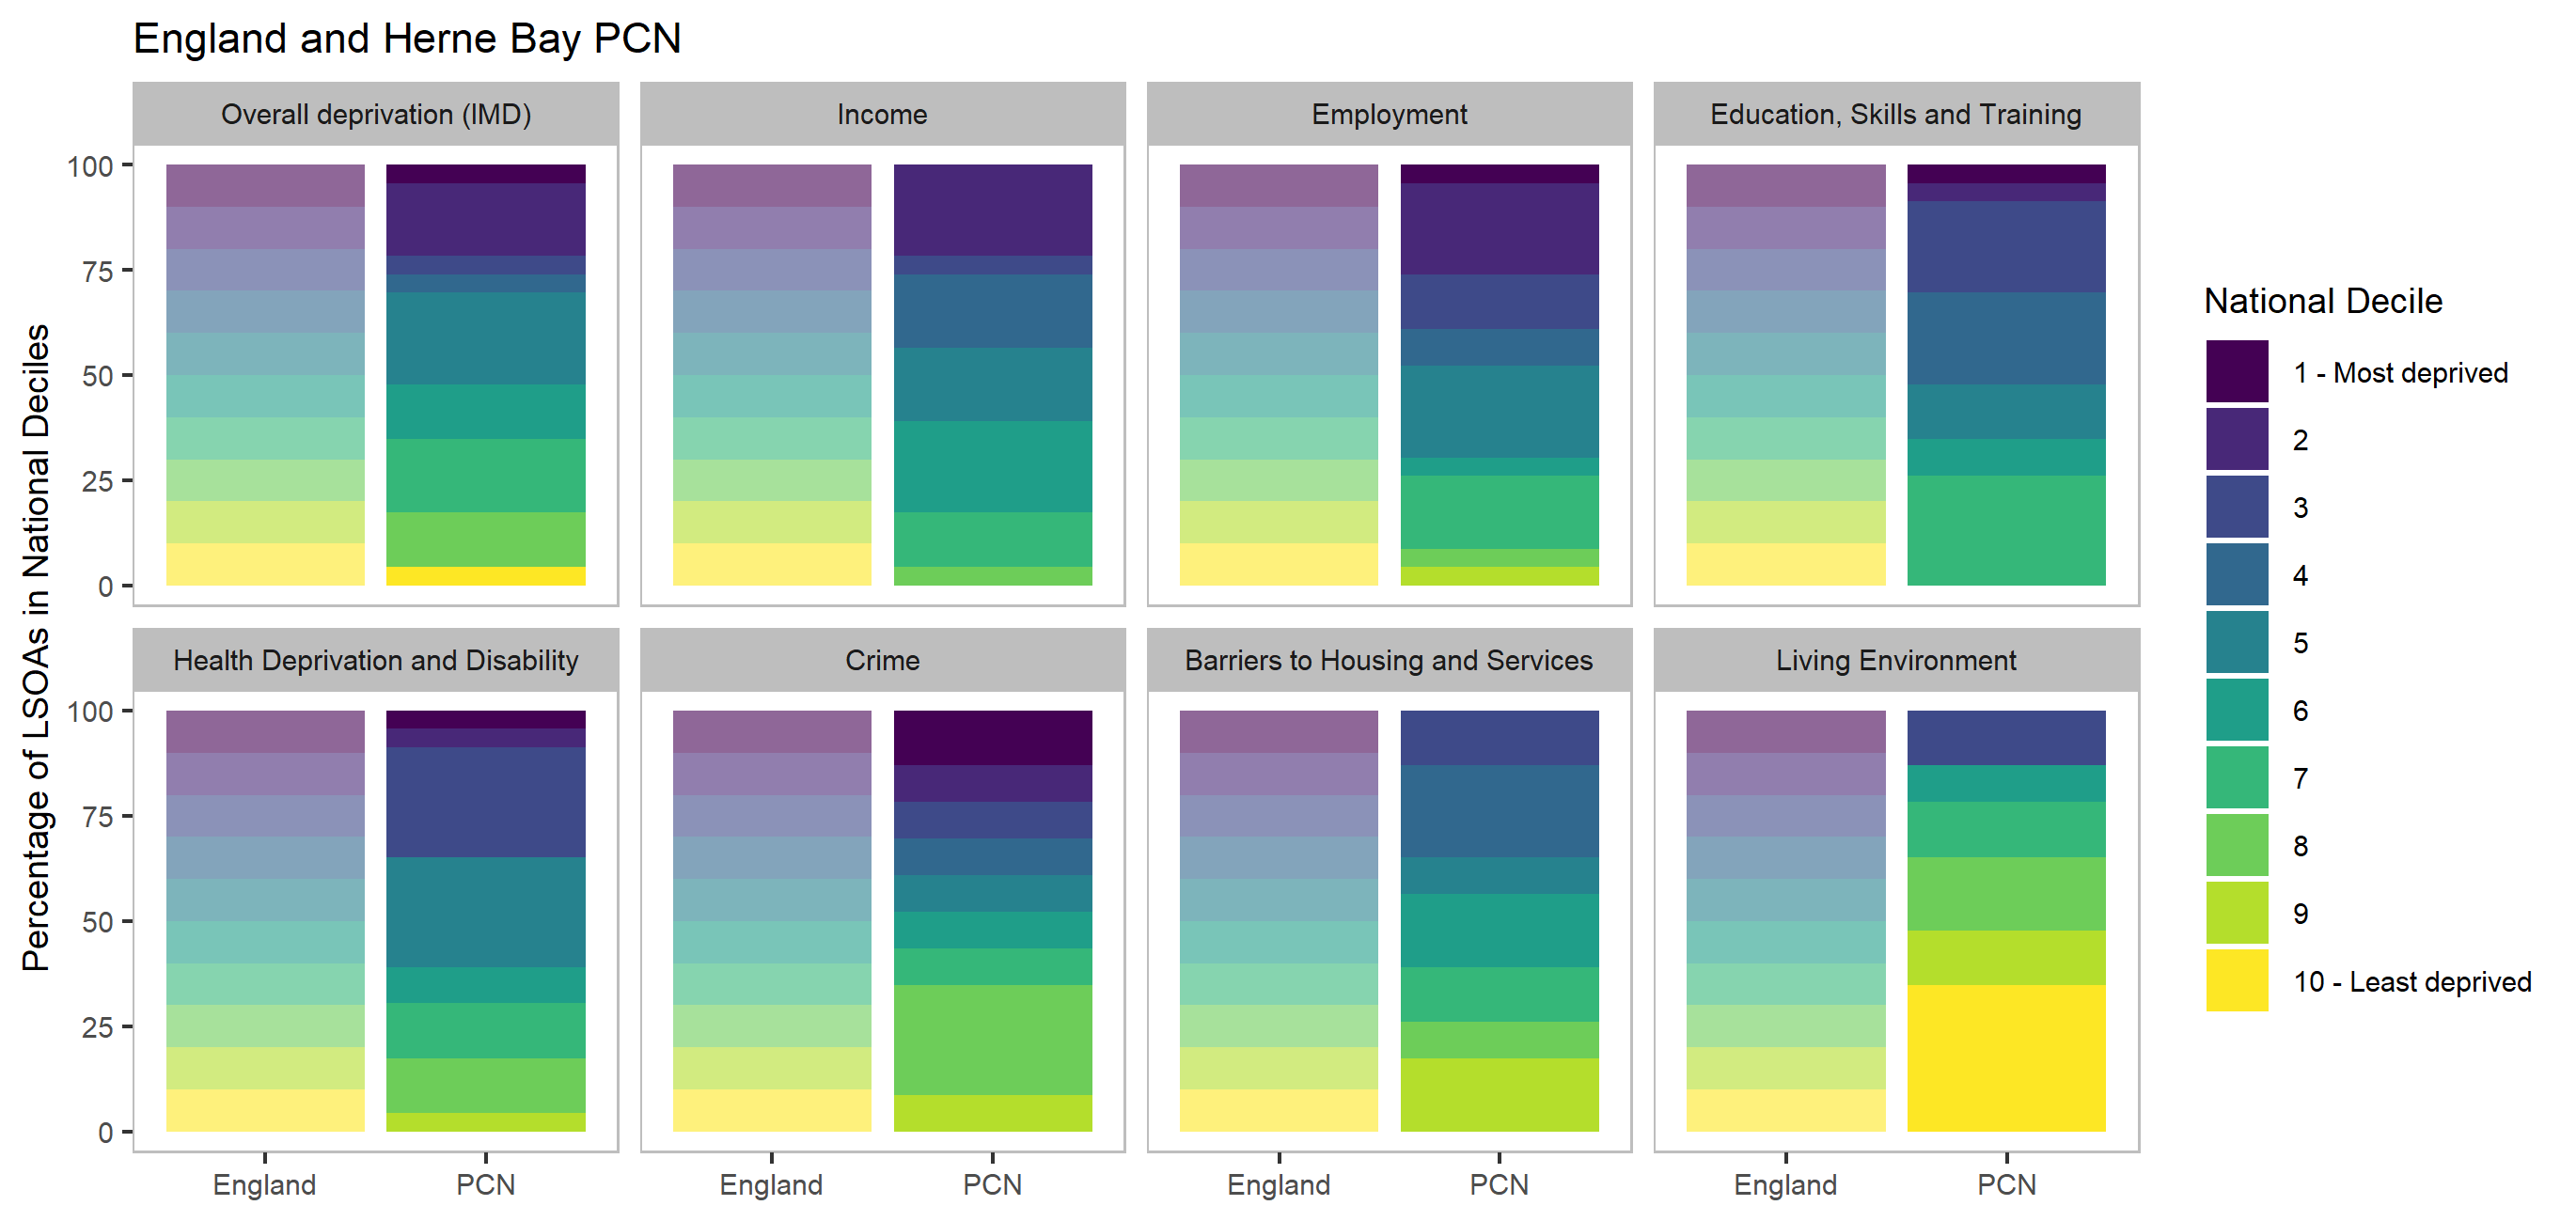 England and Herne Bay PCN
Overall deprivation (IMD)
Income
Employment
Education, Skills and Training
100
75
50
25
0
Health Deprivation and Disability
Crime
Barriers to Housing and Services
Living Environment
100
75
50
25
0
England
PCN
England
PCN
England
PCN
England
PCN
Percentage of LSOAs in National Deciles
National Decile
1 - Most deprived
2
3
4
5
6
7
8
9
10 - Least deprived